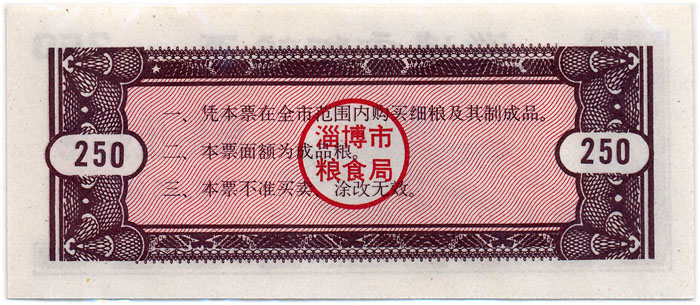 一、凭本票在全市范围内购买细粮及其制成品。
二、本票面额为成品粮。
三、本票不准买卖，涂改无效。
淄博市
粮食局
250
250